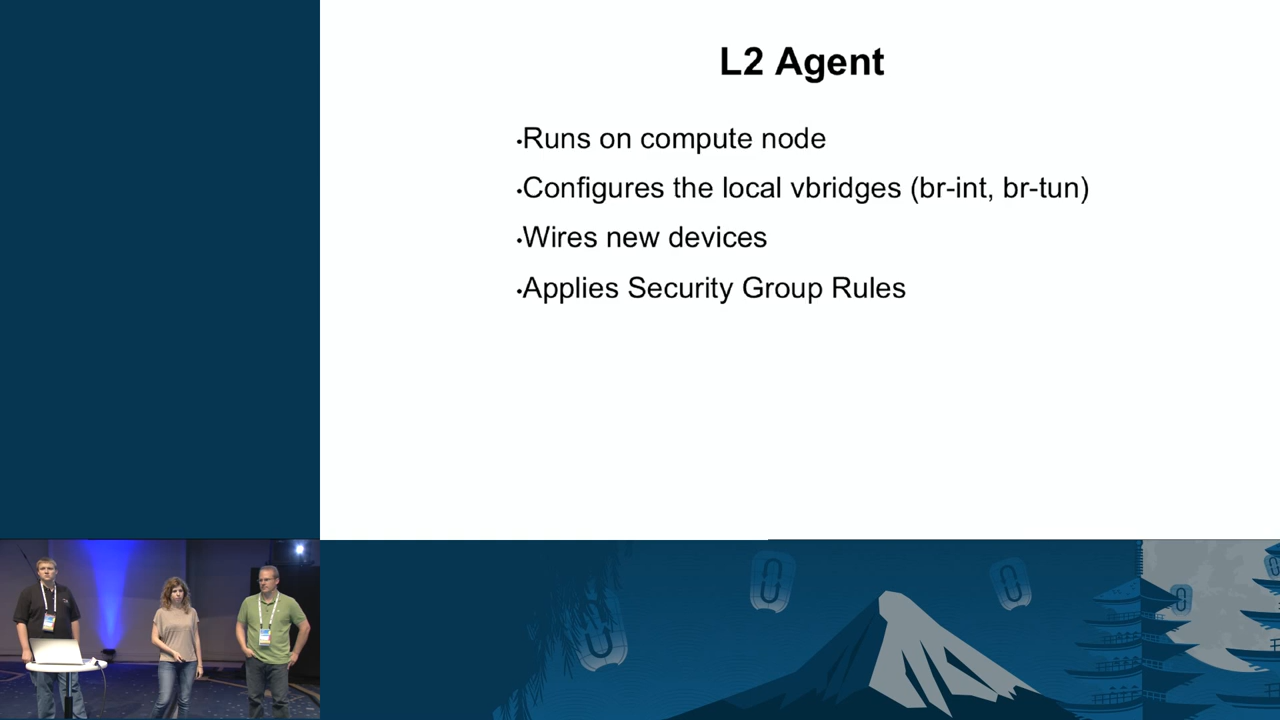 L2 Agent
•Runs on compute node
•Configures the local vbridges (br-int, br-tun)
•Wires new devices
•Applies Security Group Rules